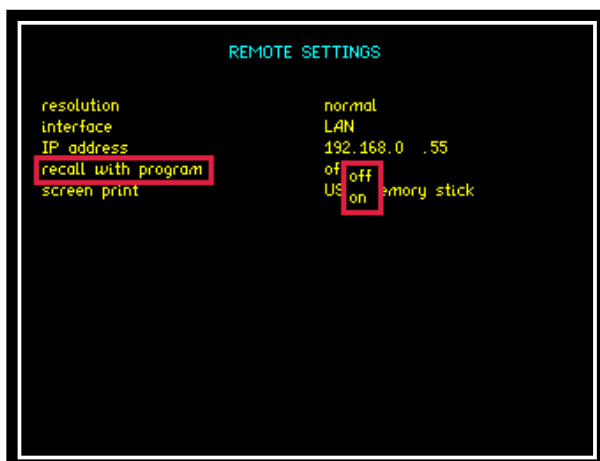 REMOTE SETTINGS
resolution normal
interface LAN
IP address 192.168.0 .55
recall with program of
off
on
screen print US emory stick